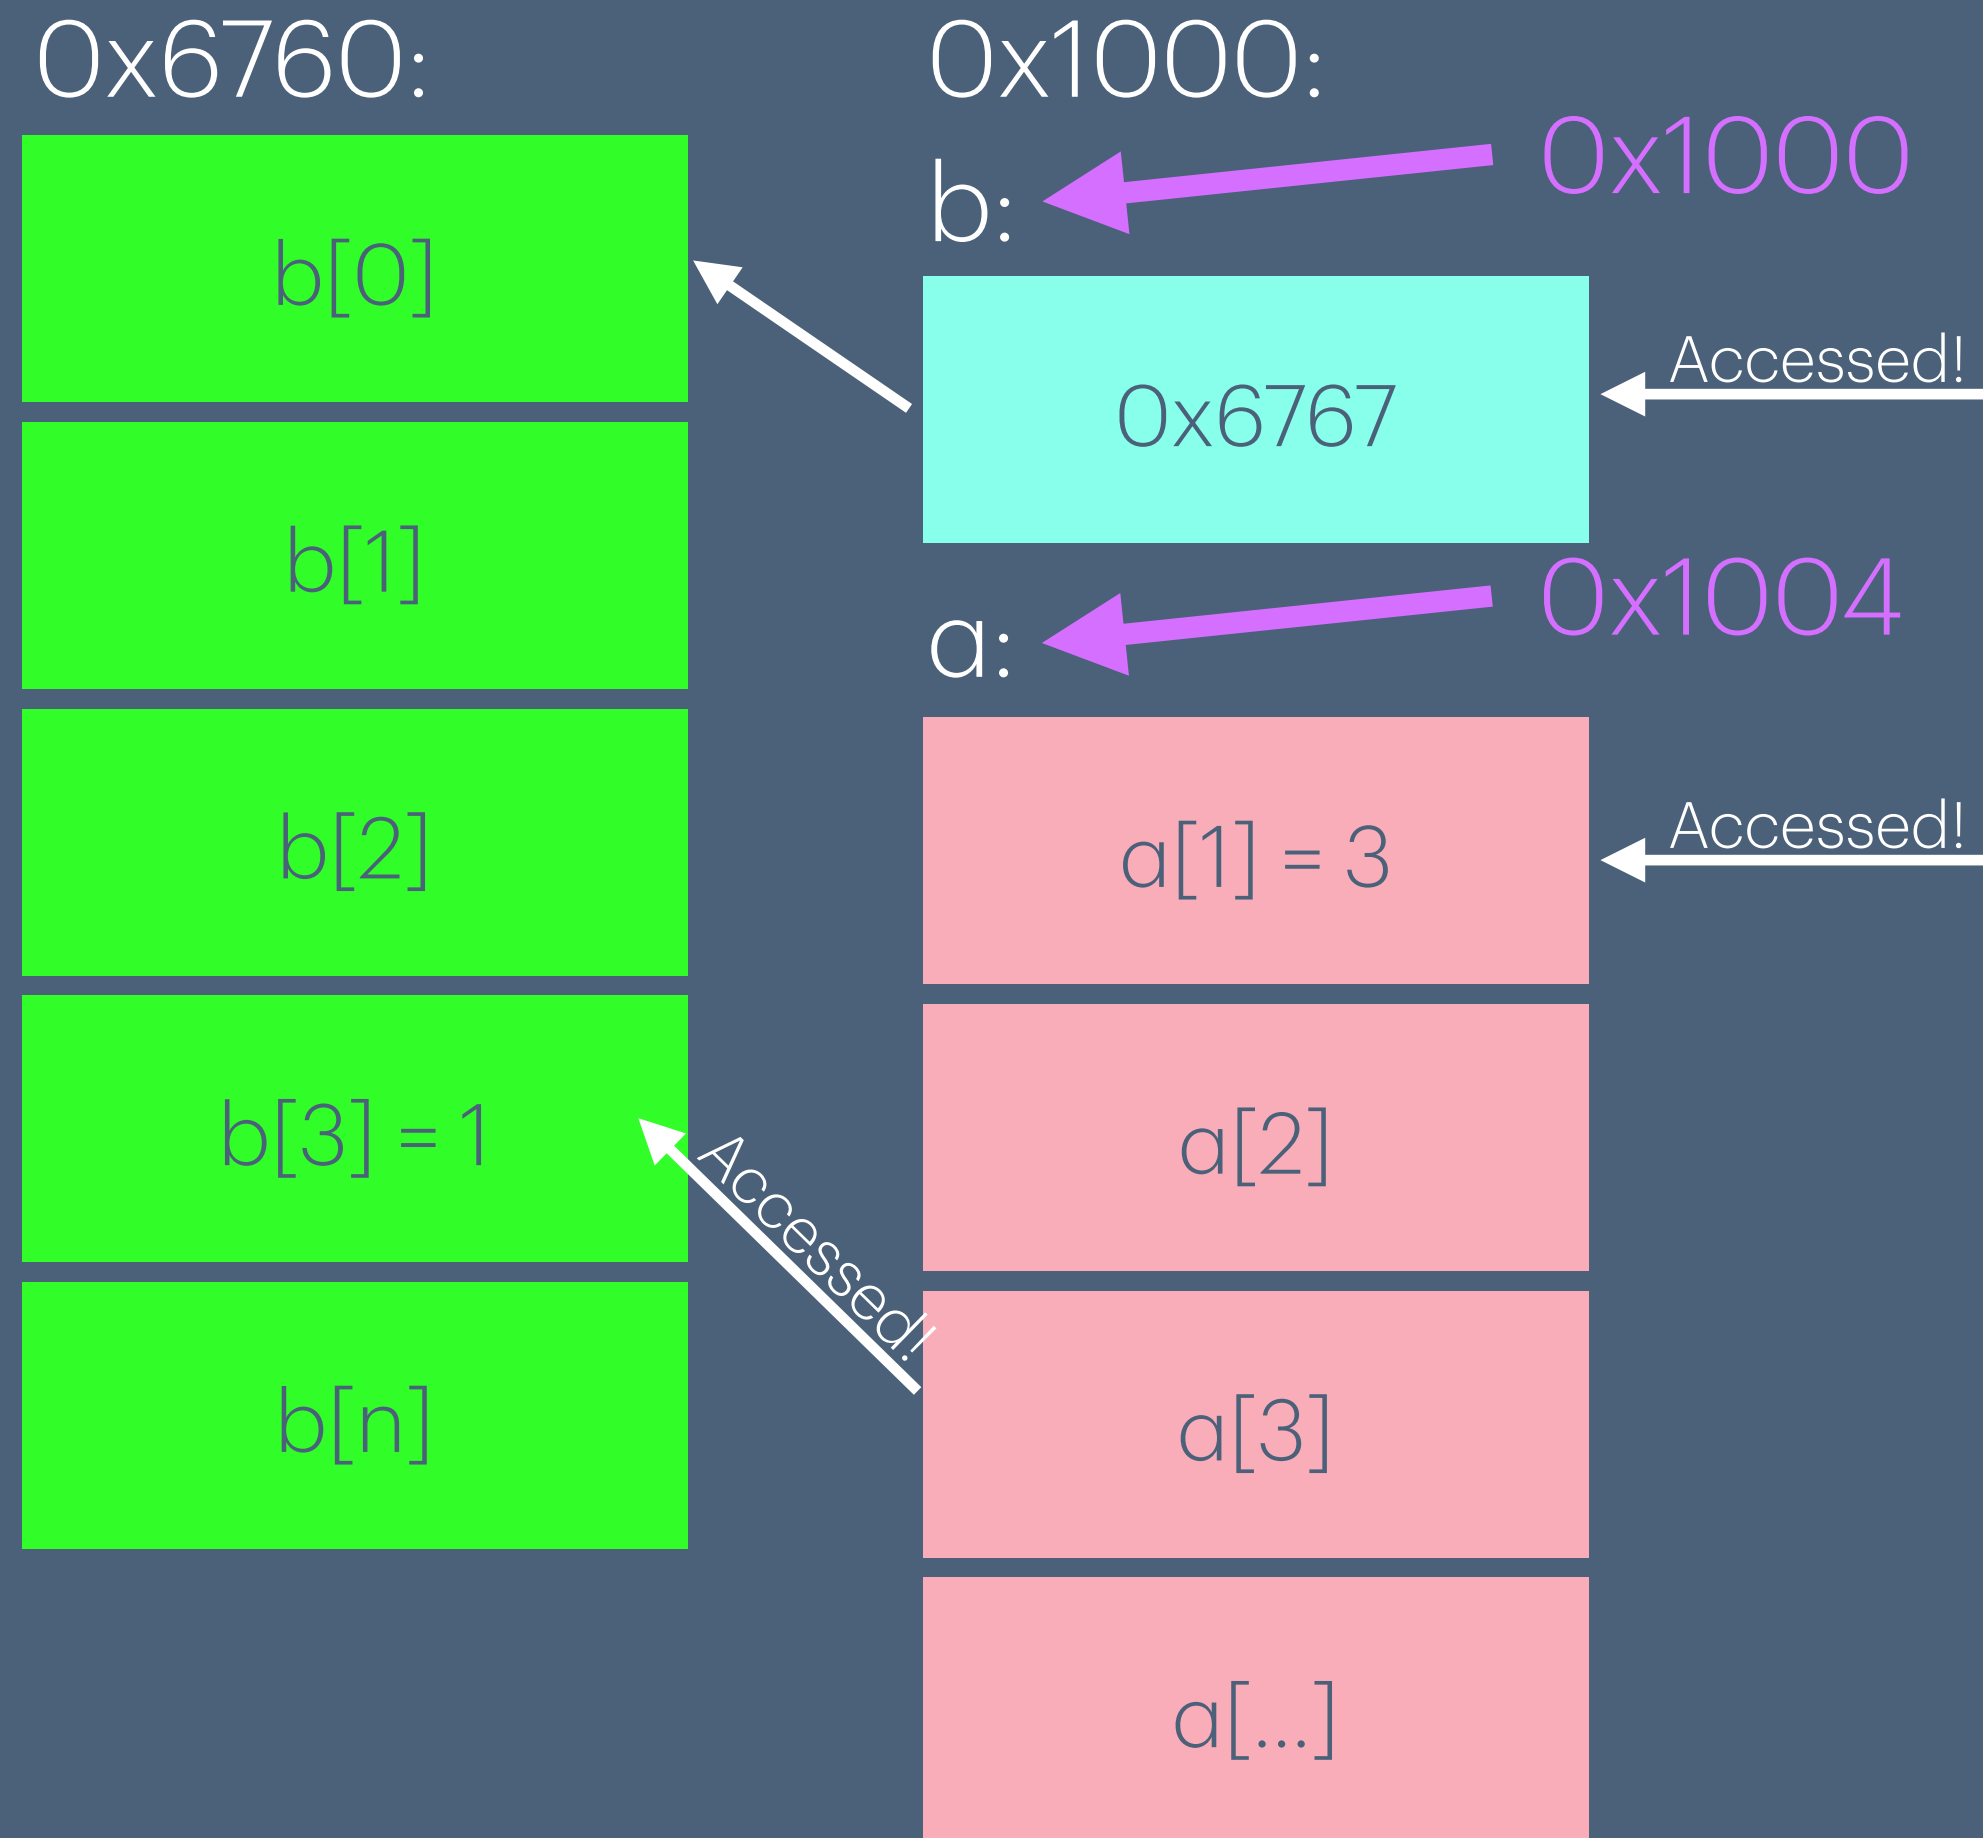 0x6760:
b[0]
b[1]
b[2]
b[3] = 1
b[n]
0x1000:
0x1000
b:
Accessed!
0x6767
0x1004
a:
Accessed!
a[1] = 3
a[2]
Accessed!
a[3]
a[...]